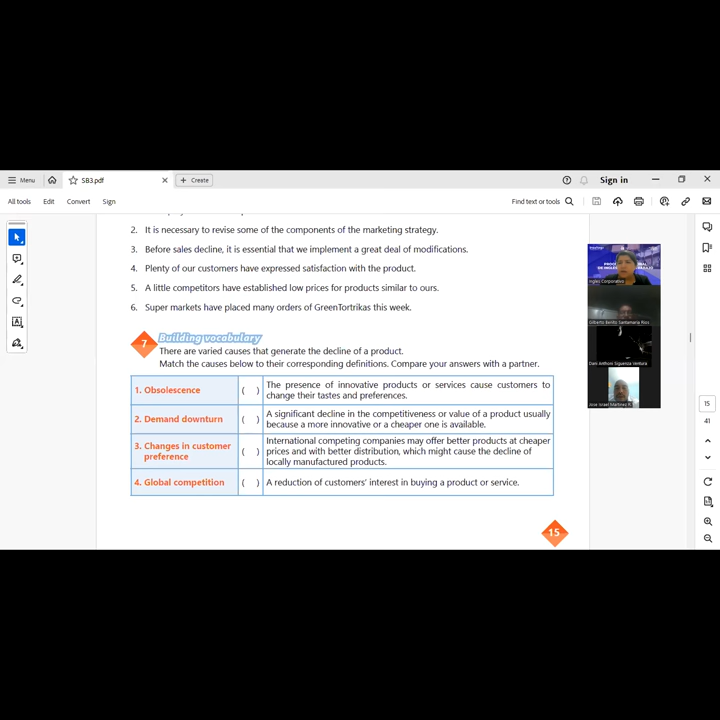 Menu
SB3.pdf
Create
Sign in
All tools
Edit
Convert
Sign
Find text or tools
2. It is necessary to revise some of the components of the marketing strategy.
3. Before sales decline, it is essential that we implement a great deal of modifications.
4. Plenty of our customers have expressed satisfaction with the product.
5. A little competitors have established low prices for products similar to ours.
6. Super markets have placed many orders of GreenTortrikas this week.
7 Building vocabulary
There are varied causes that generate the decline of a product.
Match the causes below to their corresponding definitions. Compare your answers with a partner.
1. Obsolescence ( ) The presence of innovative products or services cause customers to
change their tastes and preferences.
2. Demand downturn ( ) A significant decline in the competitiveness or value of a product usually
because a more innovative or a cheaper one is available.
3. Changes in customer
preference
( ) International competing companies may offer better products at cheaper
prices and with better distribution, which might cause the decline of
locally manufactured products.
4. Global competition ( ) A reduction of customers' interest in buying a product or service.
15
Ingles Corporativo
Gilberto Benito Santamaria Rios
Dani Anthoni Siguenza Ventura
Jose Israel Martinez R
15
41